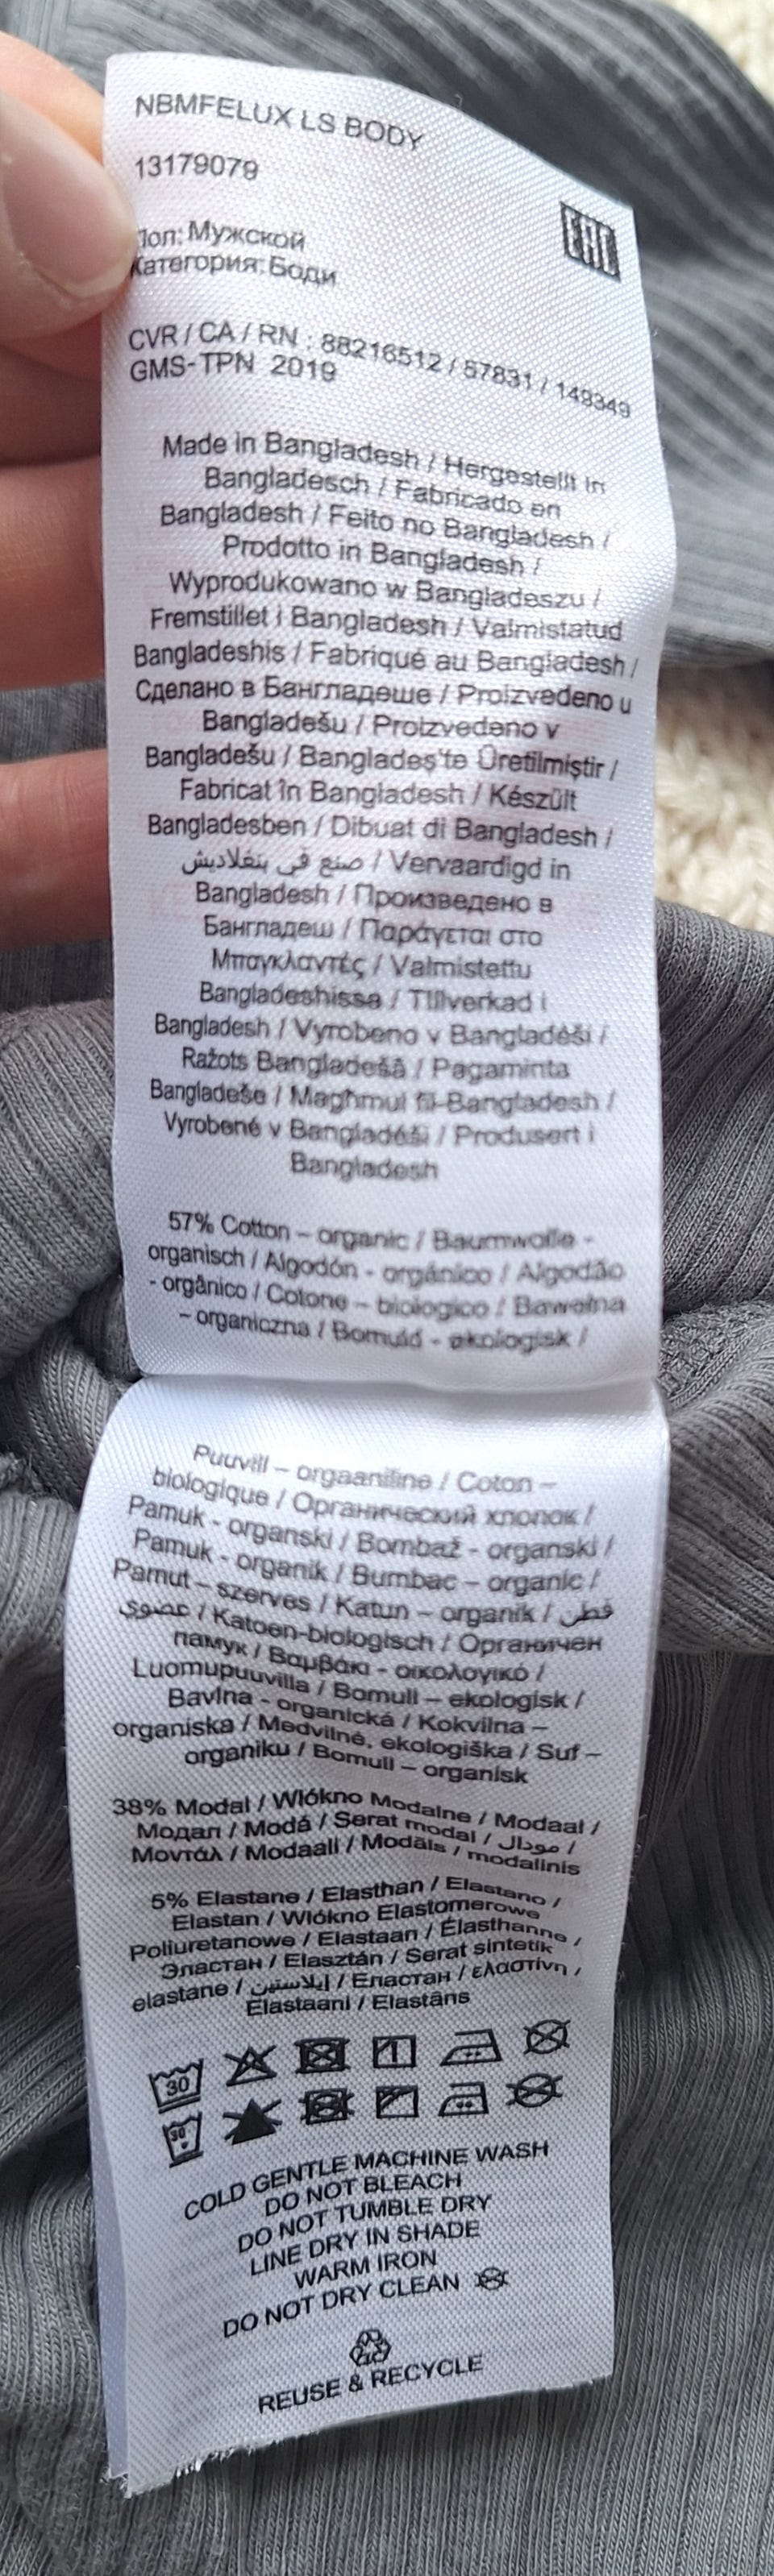 NBMFELUX LS BODY
13179079
EAC
Пол: Мужской
Категория: Боди
CVR / CA / RN : 88216512 / 57831 / 149349
GMS-TPN 2019
Made in Bangladesh / Hergestellt in
Bangladesch / Fabricado en
Bangladesh / Feito no Bangladesh /
Prodotto in Bangladesh /
Wyprodukowano w Bangladeszu /
Fremstillet i Bangladesh / Valmistatud
Bangladeshis / Fabriqué au Bangladesh /
Сделано в Бангладеше / Proizvedeno u
Bangladešu / Proizvedeno v
Bangladešu / Bangladeş'te Üretilmiştir /
Fabricat în Bangladesh / Készült
Bangladesben / Dibuat di Bangladesh /
صنع في بنغلاديش / Vervaardigd in
Bangladesh / Произведено в
Бангладеш / Παράγεται στο
Μπαγκλαντές / Valmistettu
Bangladeshissa / Tillverkad i
Bangladesh / Vyrobeno v Bangladéši /
Ražots Bangladešā / Pagaminta
Bangladeše / Magħmul fil-Bangladesh /
Vyrobené v Bangladéši / Produsert i
Bangladesh
57% Cotton – organic / Baumwolle -
organisch / Algodón - orgánico / Algodão
- orgânico / Cotone – biologico / Bawełna
– organiczna / Bomuld - økologisk /
Puuvill – orgaaniline / Coton –
biologique / Органический хлопок /
Pamuk - organski / Bombaž - organski /
Pamuk - organik / Bumbac – organic /
Pamut – szerves / Katun – organik / قطن
عضوي / Katoen-biologisch / Органичен
памук / Βαμβάκι - οικολογικό /
Luomupuuvilla / Bomull – ekologisk /
Bavlna - organická / Kokvilna –
organiska / Medvilnė, ekologiška / Suf –
organiku / Bomull – organisk
38% Modal / Włókno Modalne / Modaal /
Модал / Modă / Serat modal / مودال /
Μοντάλ / Modaali / Modāls / modalinis
5% Elastane / Elasthan / Elastano /
Elastan / Włókno Elastomerowe
Poliuretanowe / Elastaan / Élasthanne /
Эластан / Elasztán / Serat sintetik
elastane / إيلاستين / Еластан / ελαστίνη /
Elastaani / Elastāns
30
30
COLD GENTLE MACHINE WASH
DO NOT BLEACH
DO NOT TUMBLE DRY
LINE DRY IN SHADE
WARM IRON
DO NOT DRY CLEAN
REUSE & RECYCLE